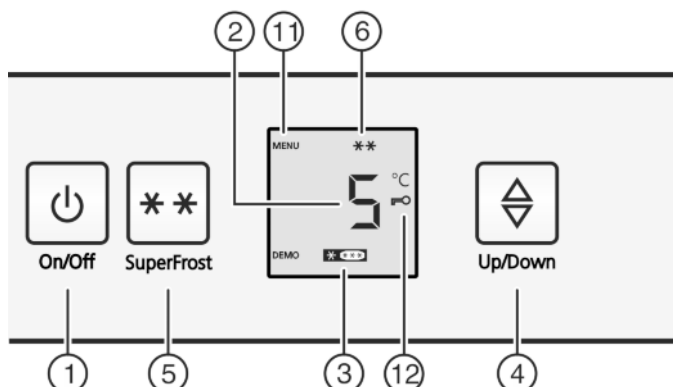 2 11 6
MENU
5 °C
DEMO
On/Off SuperFrost Up/Down
1 5 3 12 4